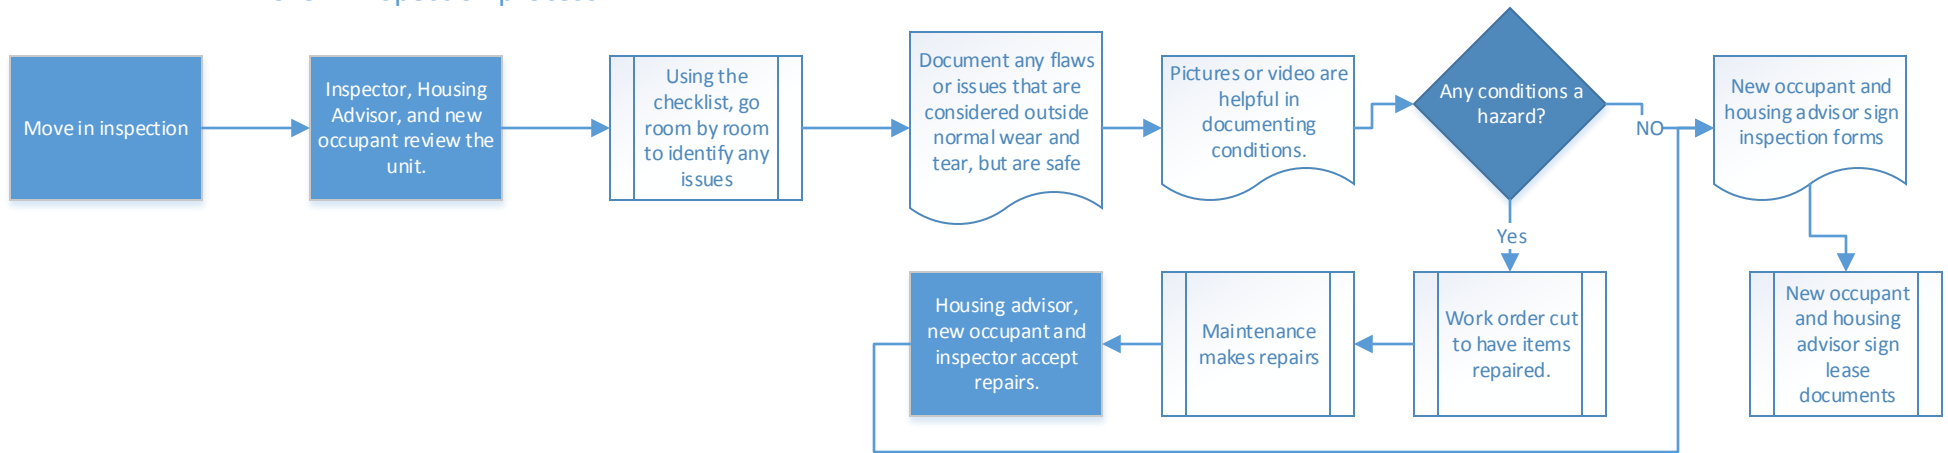 Move in inspection
Inspector, Housing
Advisor, and new
occupant review the
unit.
Using the
checklist, go
room by room
to identify any
issues
Document any flaws
or issues that are
considered outside
normal wear and
tear, but are safe
Pictures or video are
helpful in
documenting
conditions.
Any conditions a
hazard?
NO
New occupant and
housing advisor sign
inspection forms
Yes
Housing advisor,
new occupant and
inspector accept
repairs.
Maintenance
makes repairs
Work order cut
to have items
repaired.
New occupant
and housing
advisor sign
lease
documents